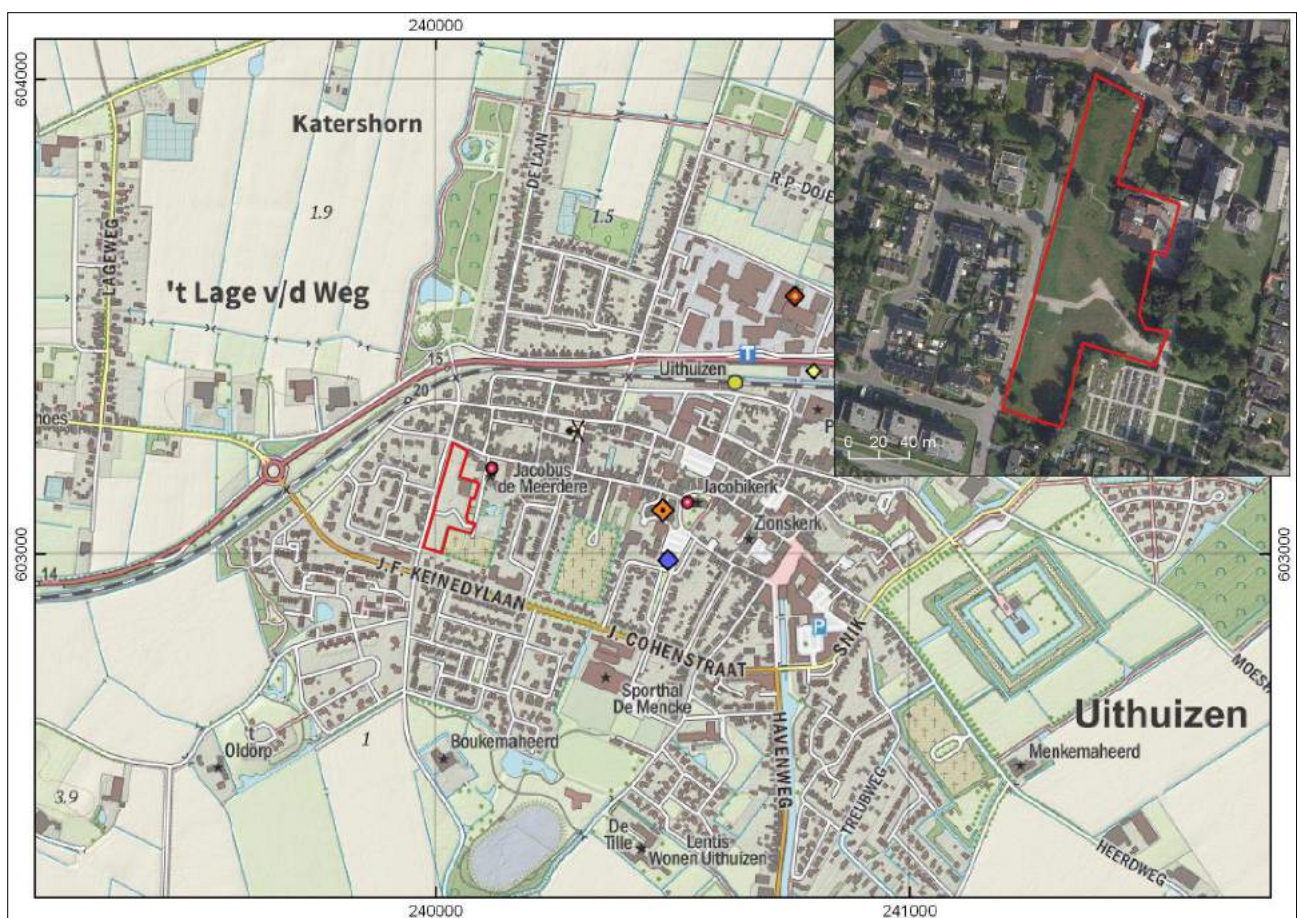 240000
604000
Katershorn
DE LAAN
R.P. DOJE
1.9
1.5
LAGEWEG
't Lage v/d Weg
0 20 40 m
15
T
Uithuizen
20
hoes
P
Jacobus
de Meerdere
Jacobikerk
Zionskerk
603000
603000
14
J.F. KENNEDYLAAN
J. COHENSTRAAT
P
SNIK
MOESH
Sporthal
De Mencke
Uithuizen
't
Oldorp
1
Boukemaheerd
HAVENWEG
Menkemaheerd
3.9
TREUBWEG
De
Tille
Lentis
Wonen Uithuizen
HEERDWEG
240000
241000